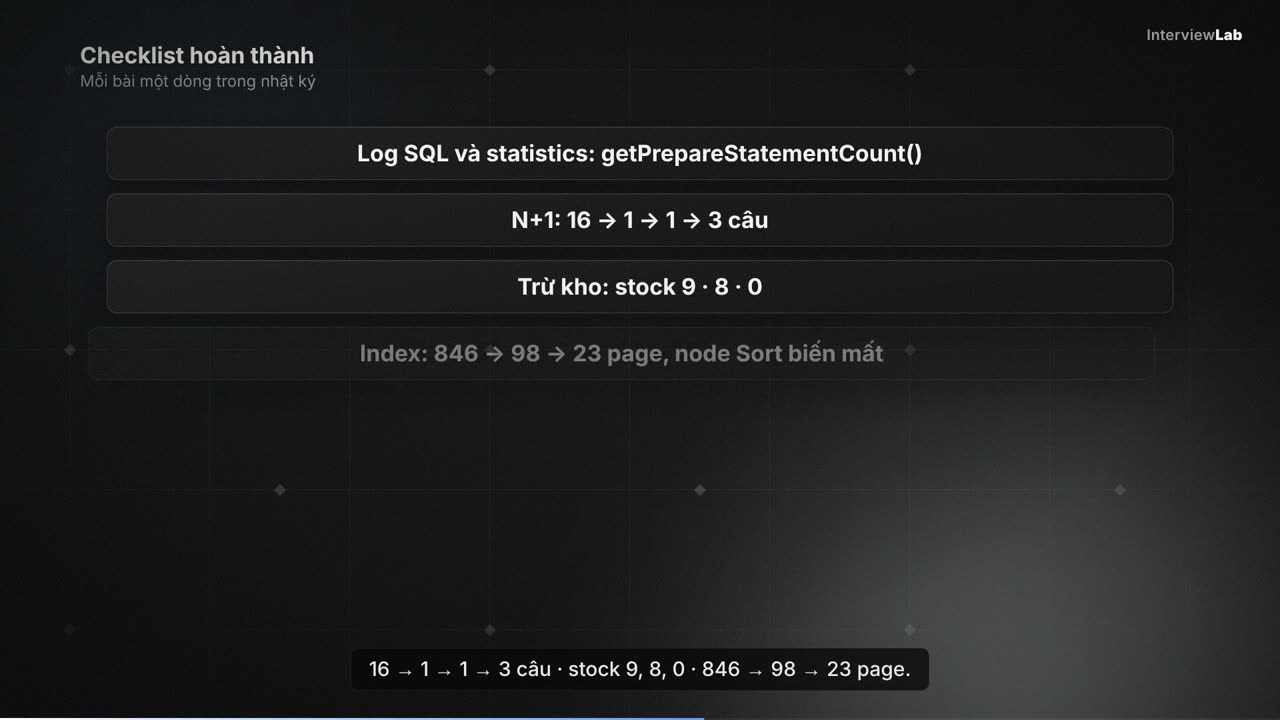 Checklist hoàn thành
Mỗi bài một dòng trong nhật ký
InterviewLab
Log SQL và statistics: getPrepareStatementCount()
N+1: 16 → 1 → 1 → 3 câu
Trừ kho: stock 9 · 8 · 0
Index: 846 → 98 → 23 page, node Sort biến mất
16 → 1 → 1 → 3 câu · stock 9, 8, 0 · 846 → 98 → 23 page.